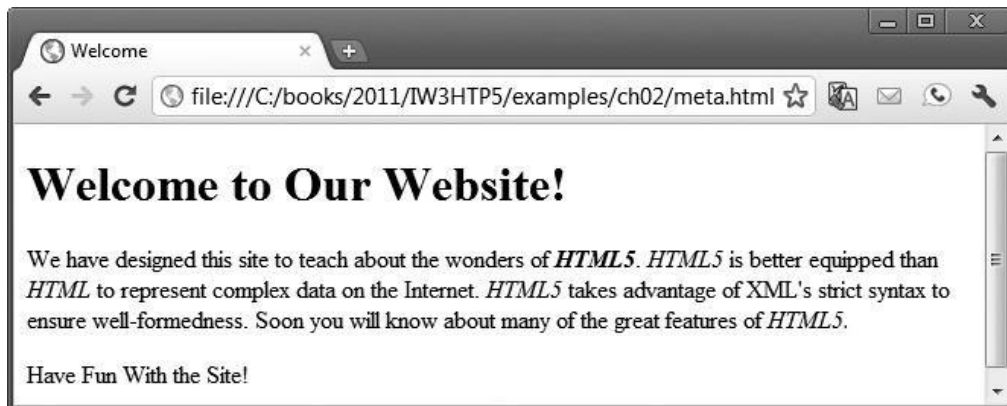 Welcome
file:///C:/books/2011/IW3HTP5/examples/ch02/meta.html
Welcome to Our Website!
We have designed this site to teach about the wonders of HTML5. HTML5 is better equipped than
HTML to represent complex data on the Internet. HTML5 takes advantage of XML's strict syntax to
ensure well-formedness. Soon you will know about many of the great features of HTML5.
Have Fun With the Site!